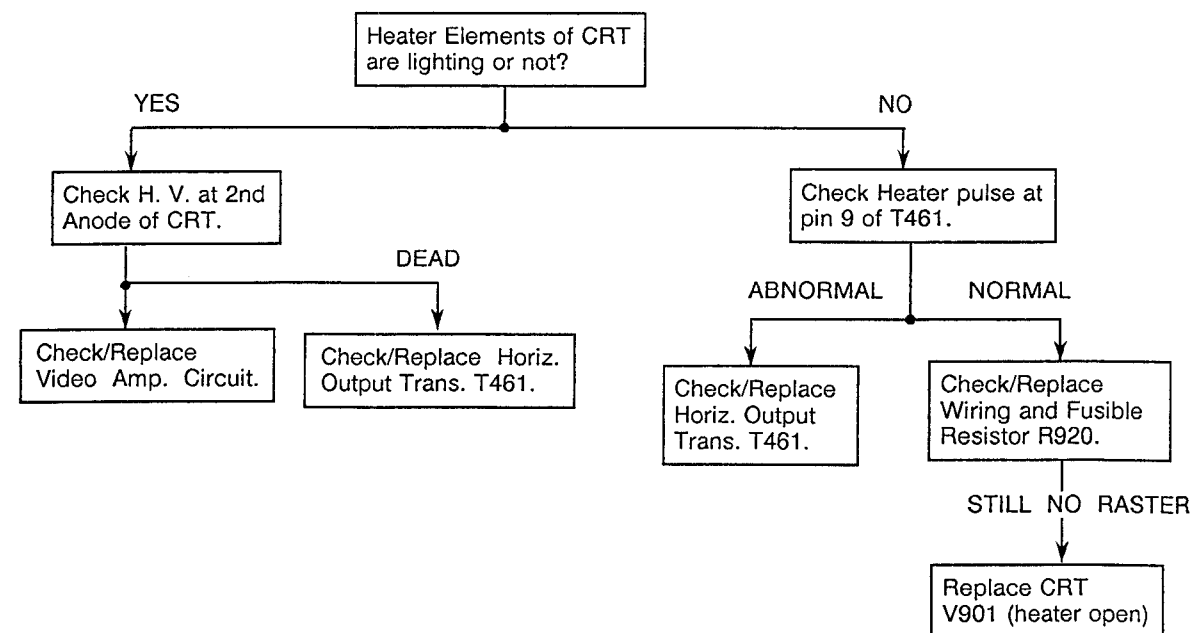 Heater Elements of CRT
are lighting or not?
YES
NO
Check H. V. at 2nd
Anode of CRT.
Check Heater pulse at
pin 9 of T461.
DEAD
ABNORMAL
NORMAL
Check/Replace
Video Amp. Circuit.
Check/Replace Horiz.
Output Trans. T461.
Check/Replace
Horiz. Output
Trans. T461.
Check/Replace
Wiring and Fusible
Resistor R920.
STILL NO RASTER
Replace CRT
V901 (heater open)